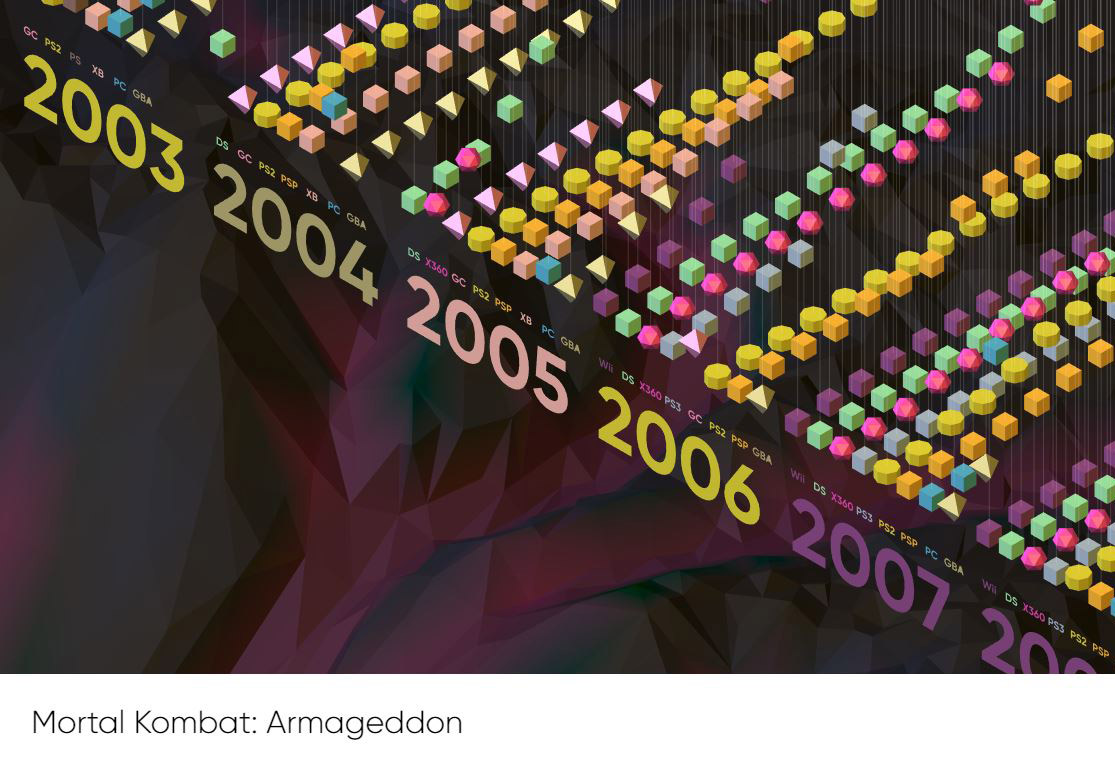 GC PS2 PS XB PC GBA
2003
DS GC PS2 PSP XB PC GBA
2004
DS X360 GC PS2 PSP XB PC GBA
2005
Wii DS X360 PS3 GC PS2 PSP GBA
2006
Wii DS X360 PS3 PS2 PSP PC GBA
2007
Wii DS X360 PS3 PS2 PSP
200
Mortal Kombat: Armageddon